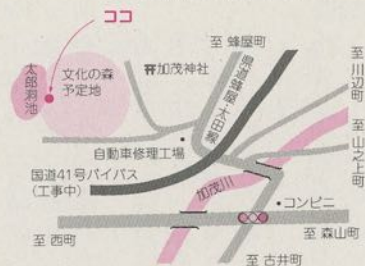 ココ
至 蜂屋町
太郎洞池
文化の森
予定地
加茂神社
県道蜂屋・太田線
至 川辺町
至 山之上町
自動車修理工場
国道41号バイパス
(工事中)
加茂川
コンビニ
至 西町
至 森山町
至 古井町